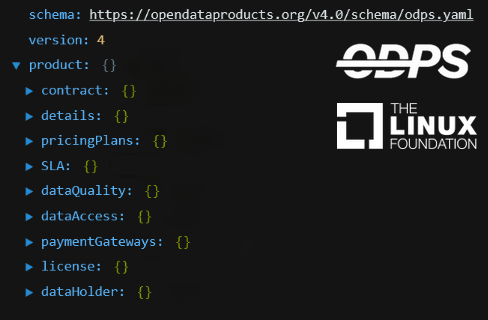 schema: https://opendataproducts.org/v4.0/schema/odps.yaml
version: 4
product: {}
contract: {}
details: {}
pricingPlans: {}
SLA: {}
dataQuality: {}
dataAccess: {}
paymentGateways: {}
license: {}
dataHolder: {}
ODPS
THE
LINUX
FOUNDATION